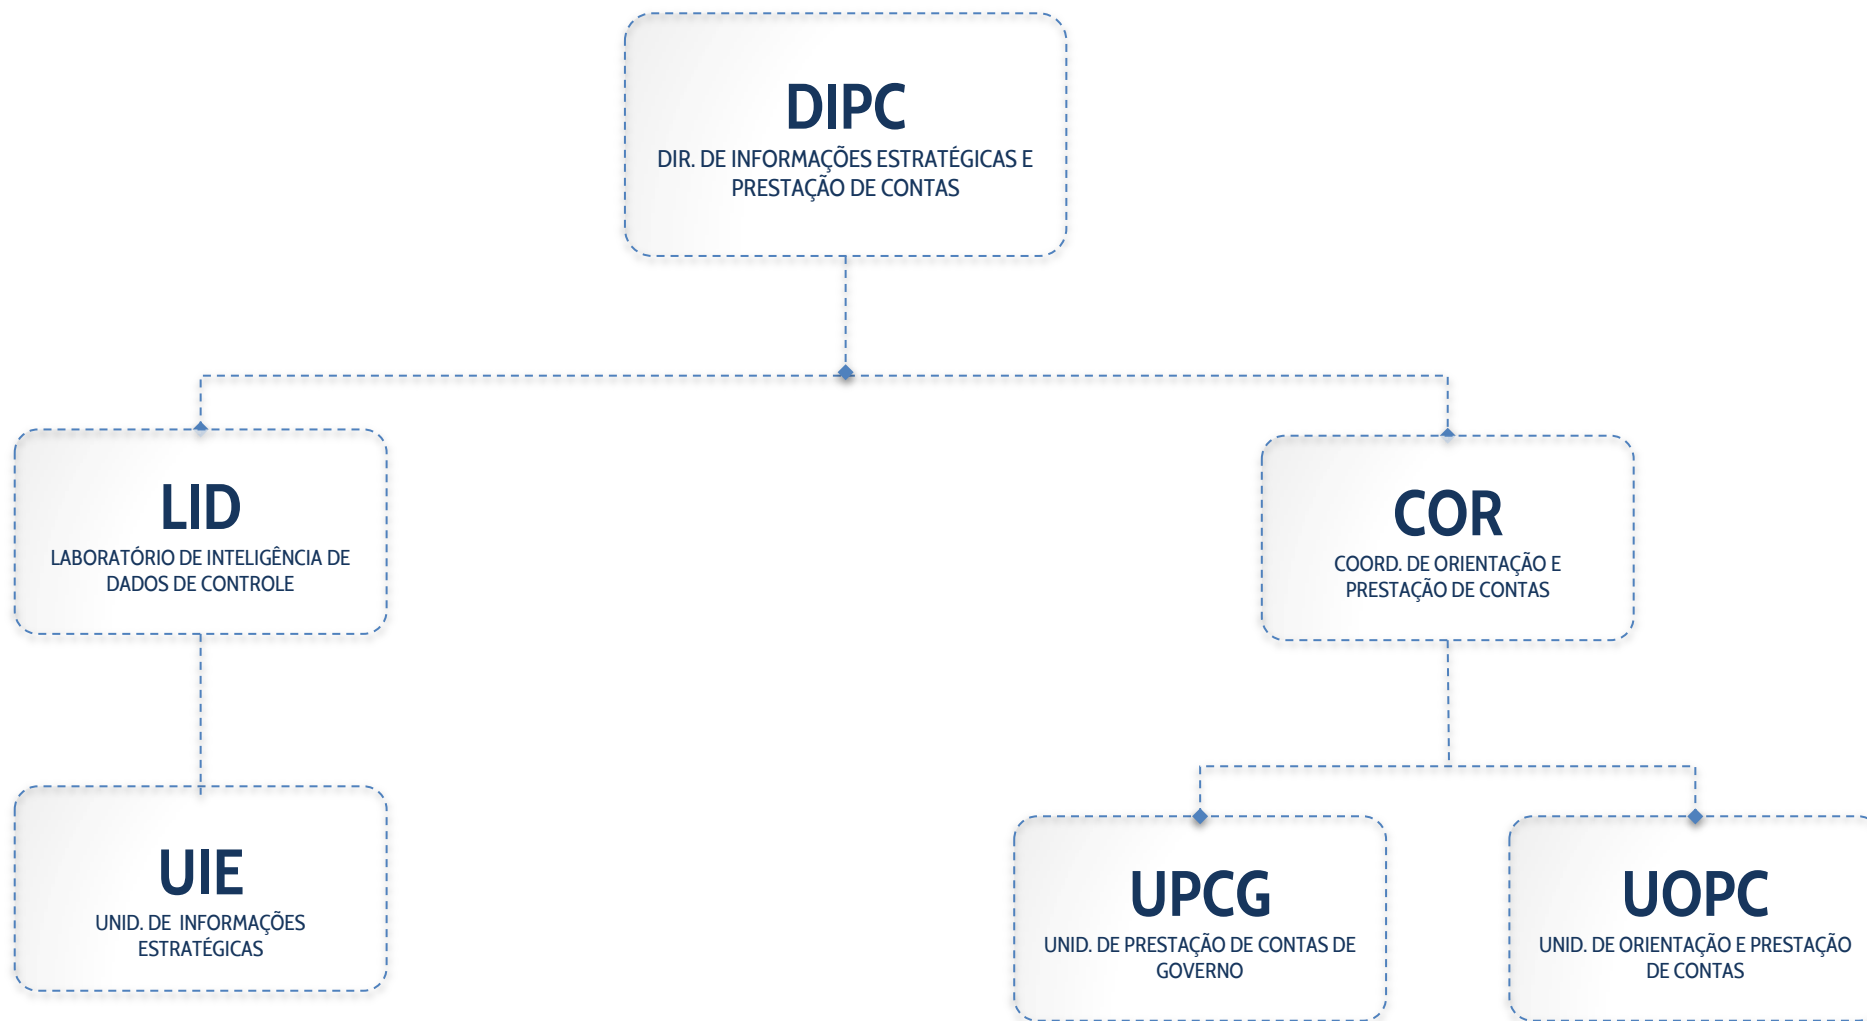 DIPC
DIR. DE INFORMAÇÕES ESTRATÉGICAS E
PRESTAÇÃO DE CONTAS
LID
LABORATÓRIO DE INTELIGÊNCIA DE
DADOS DE CONTROLE
COR
COORD. DE ORIENTAÇÃO E
PRESTAÇÃO DE CONTAS
UIE
UNID. DE INFORMAÇÕES
ESTRATÉGICAS
UPCG
UNID. DE PRESTAÇÃO DE CONTAS DE
GOVERNO
UOPC
UNID. DE ORIENTAÇÃO E PRESTAÇÃO
DE CONTAS